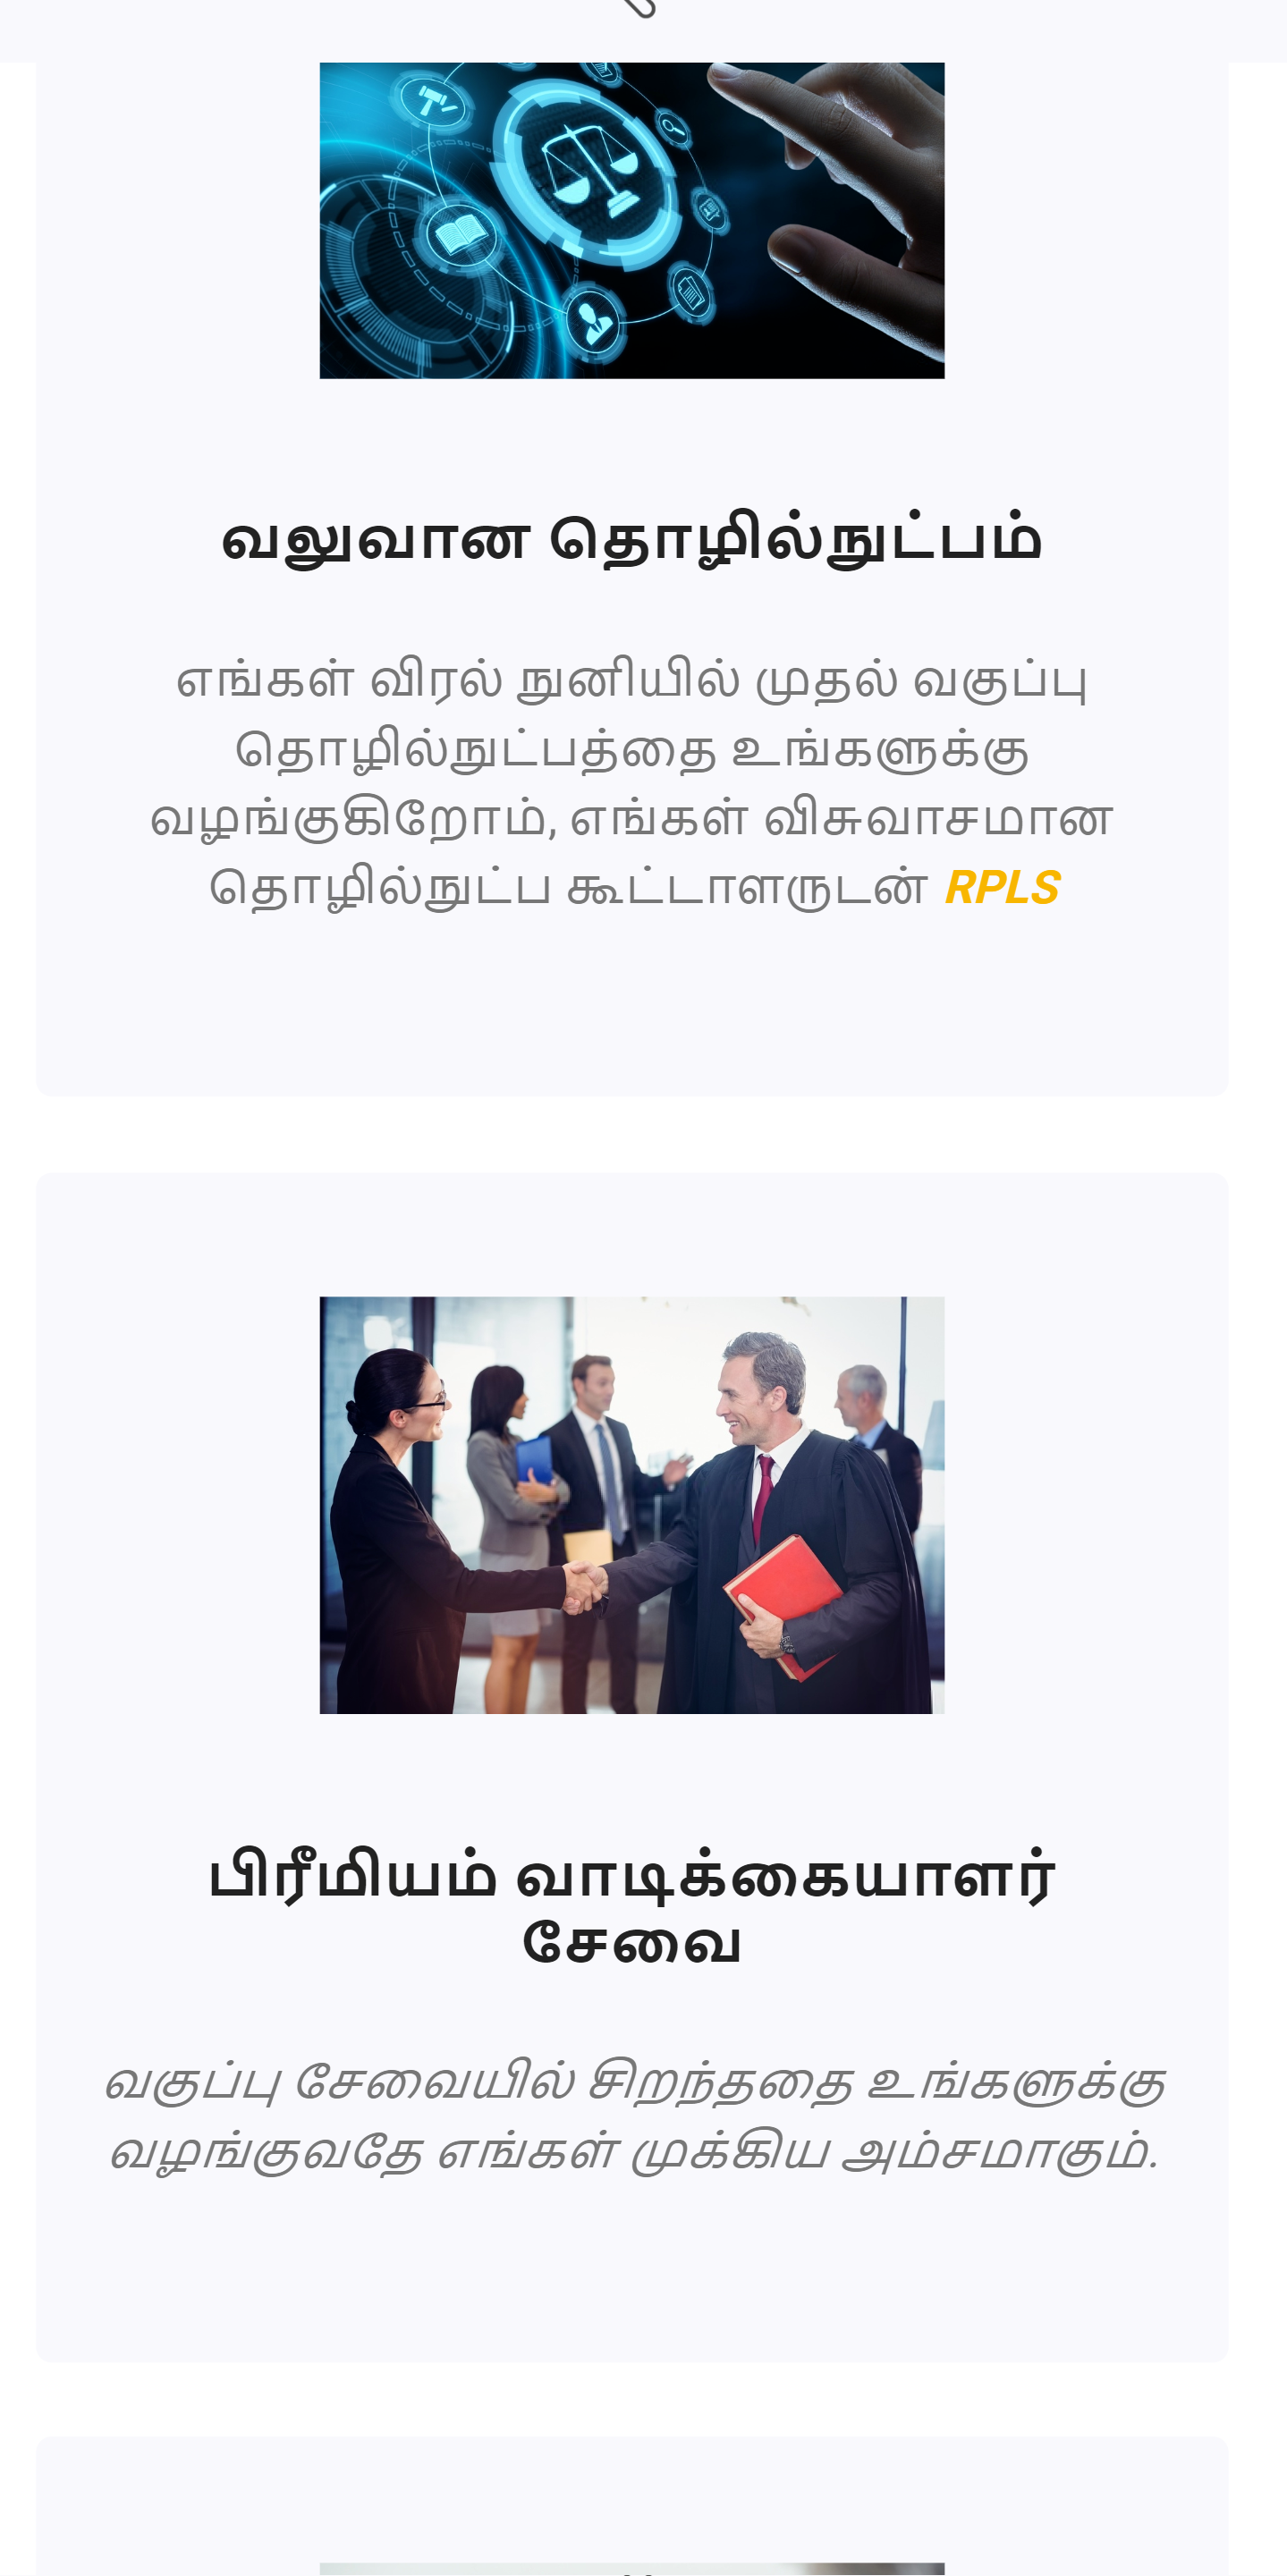 வலுவான தொழில்நுட்பம்
எங்கள் விரல் நுனியில் முதல் வகுப்பு
தொழில்நுட்பத்தை உங்களுக்கு
வழங்குகிறோம், எங்கள் விசுவாசமான
தொழில்நுட்ப கூட்டாளருடன் RPLS
பிரீமியம் வாடிக்கையாளர்
சேவை
வகுப்பு சேவையில் சிறந்ததை உங்களுக்கு
வழங்குவதே எங்கள் முக்கிய அம்சமாகும்.